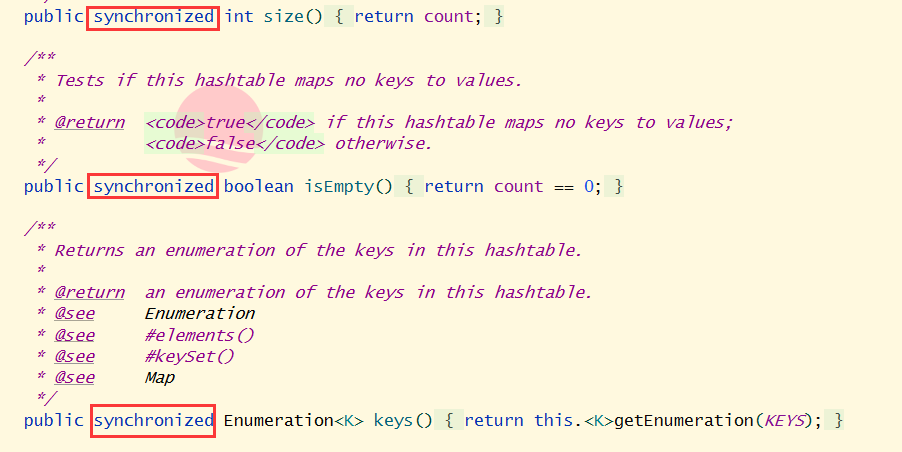 public synchronized int size() { return count; }
/**
* Tests if this hashtable maps no keys to values.
*
* @return <code>true</code> if this hashtable maps no keys to values;
* <code>false</code> otherwise.
*/
public synchronized boolean isEmpty() { return count == 0; }
/**
* Returns an enumeration of the keys in this hashtable.
*
* @return an enumeration of the keys in this hashtable.
* @see Enumeration
* @see #elements()
* @see #keySet()
* @see Map
*/
public synchronized Enumeration<K> keys() { return this.<K>getEnumeration(KEYS); }